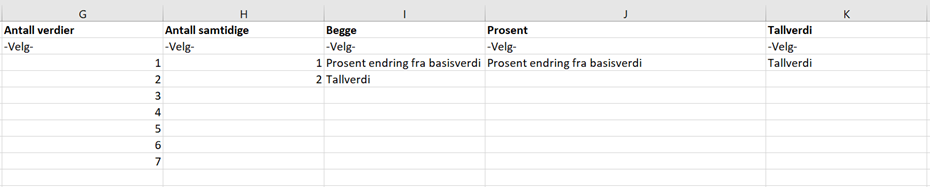 G H I J K
Antall verdier Antall samtidige Begge Prosent Tallverdi
-Velg- -Velg- -Velg- -Velg- -Velg-
1 1 Prosent endring fra basisverdi Prosent endring fra basisverdi Tallverdi
2 2 Tallverdi
3
4
5
6
7